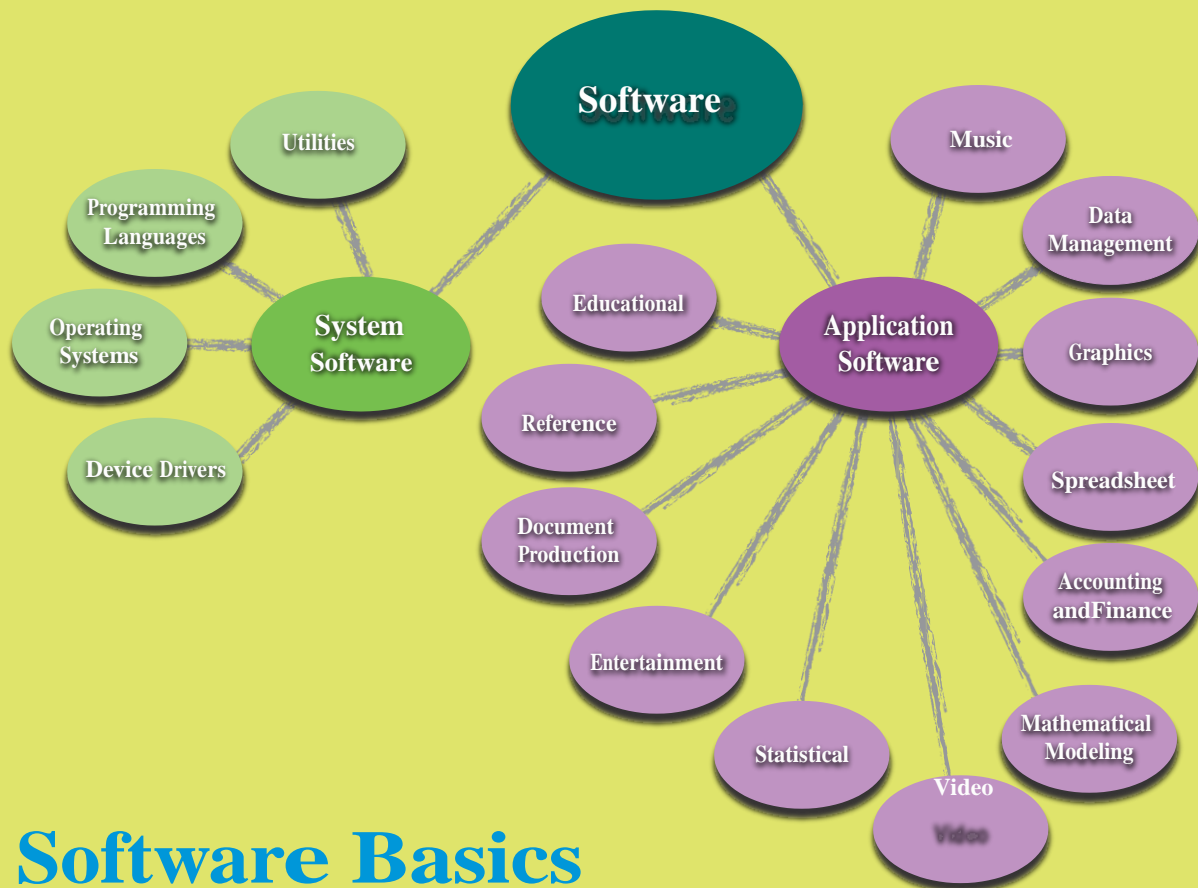 Software
Utilities
Programming
Languages
Operating
Systems
Device Drivers
System
Software
Application
Software
Music
Data
Management
Graphics
Spreadsheet
Accounting
andFinance
Mathematical
Modeling
Video
Statistical
Entertainment
Document
Production
Reference
Educational
Software Basics